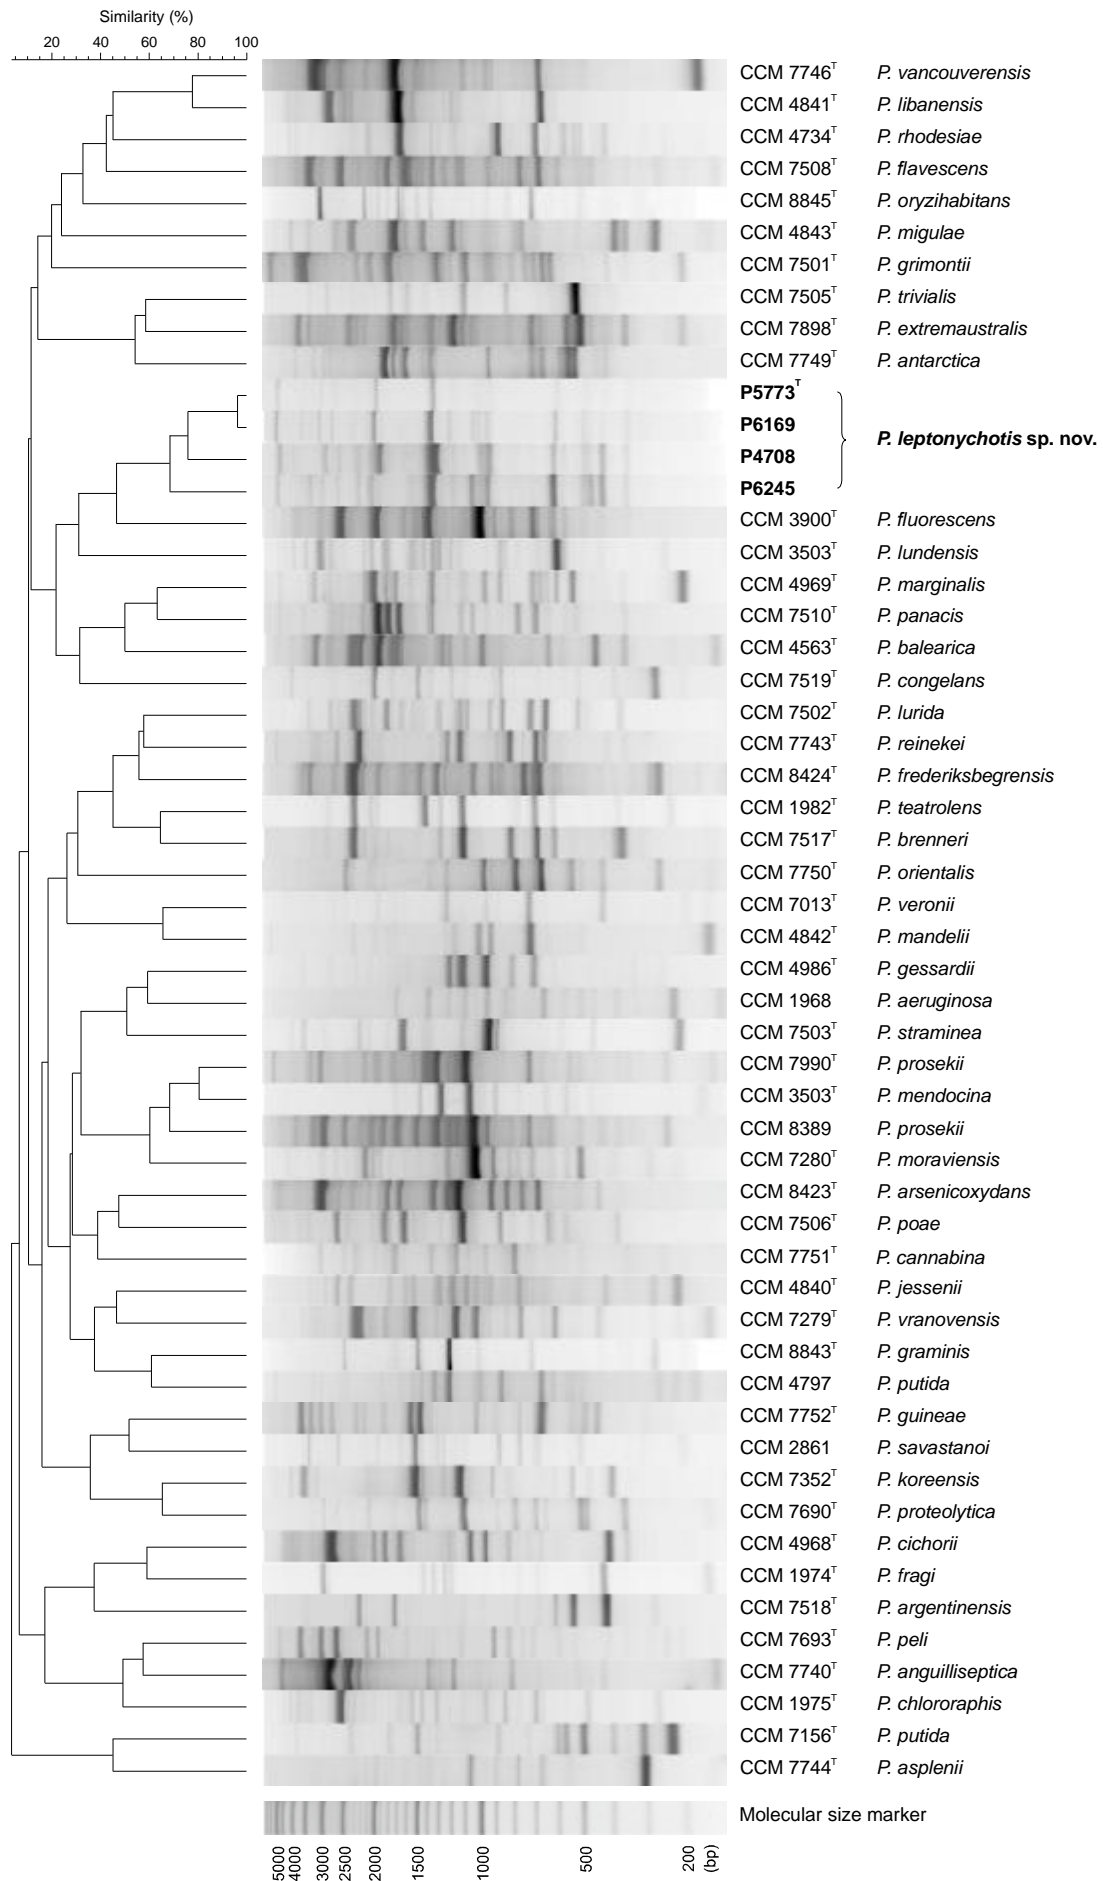 Similarity (%)
20 40 60 80 100
CCM 7746T P. vancouverensis
CCM 4841T P. libanensis
CCM 4734T P. rhodesiae
CCM 7508T P. flavescens
CCM 8845T P. oryzihabitans
CCM 4843T P. migulae
CCM 7501T P. grimontii
CCM 7505T P. trivialis
CCM 7898T P. extremaustralis
CCM 7749T P. antarctica
P5773T
P6169
P. leptonychotis sp. nov.
P4708
P6245
CCM 3900T P. fluorescens
CCM 3503T P. lundensis
CCM 4969T P. marginalis
CCM 7510T P. panacis
CCM 4563T P. balearica
CCM 7519T P. congelans
CCM 7502T P. lurida
CCM 7743T P. reinekei
CCM 8424T P. frederiksbegrensis
CCM 1982T P. teatrolens
CCM 7517T P. brenneri
CCM 7750T P. orientalis
CCM 7013T P. veronii
CCM 4842T P. mandelii
CCM 4986T P. gessardii
CCM 1968 P. aeruginosa
CCM 7503T P. straminea
CCM 7990T P. prosekii
CCM 3503T P. mendocina
CCM 8389 P. prosekii
CCM 7280T P. moraviensis
CCM 8423T P. arsenicoxydans
CCM 7506T P. poae
CCM 7751T P. cannabina
CCM 4840T P. jessenii
CCM 7279T P. vranovensis
CCM 8843T P. graminis
CCM 4797 P. putida
CCM 7752T P. guineae
CCM 2861 P. savastanoi
CCM 7352T P. koreensis
CCM 7690T P. proteolytica
CCM 4968T P. cichorii
CCM 1974T P. fragi
CCM 7518T P. argentinensis
CCM 7693T P. peli
CCM 7740T P. anguilliseptica
CCM 1975T P. chlororaphis
CCM 7156T P. putida
CCM 7744T P. asplenii
Molecular size marker
5000 4000 3000 2500 2000 1500 1000 500 200 (bp)